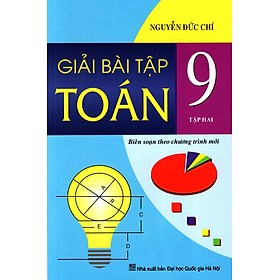 NGUYỄN ĐỨC CHÍ
GIẢI BÀI TẬP
TOÁN 9
TẬP HAI
Biên soạn theo chương trình mới
T
C
E
D
Nhà xuất bản Đại học Quốc gia Hà Nội